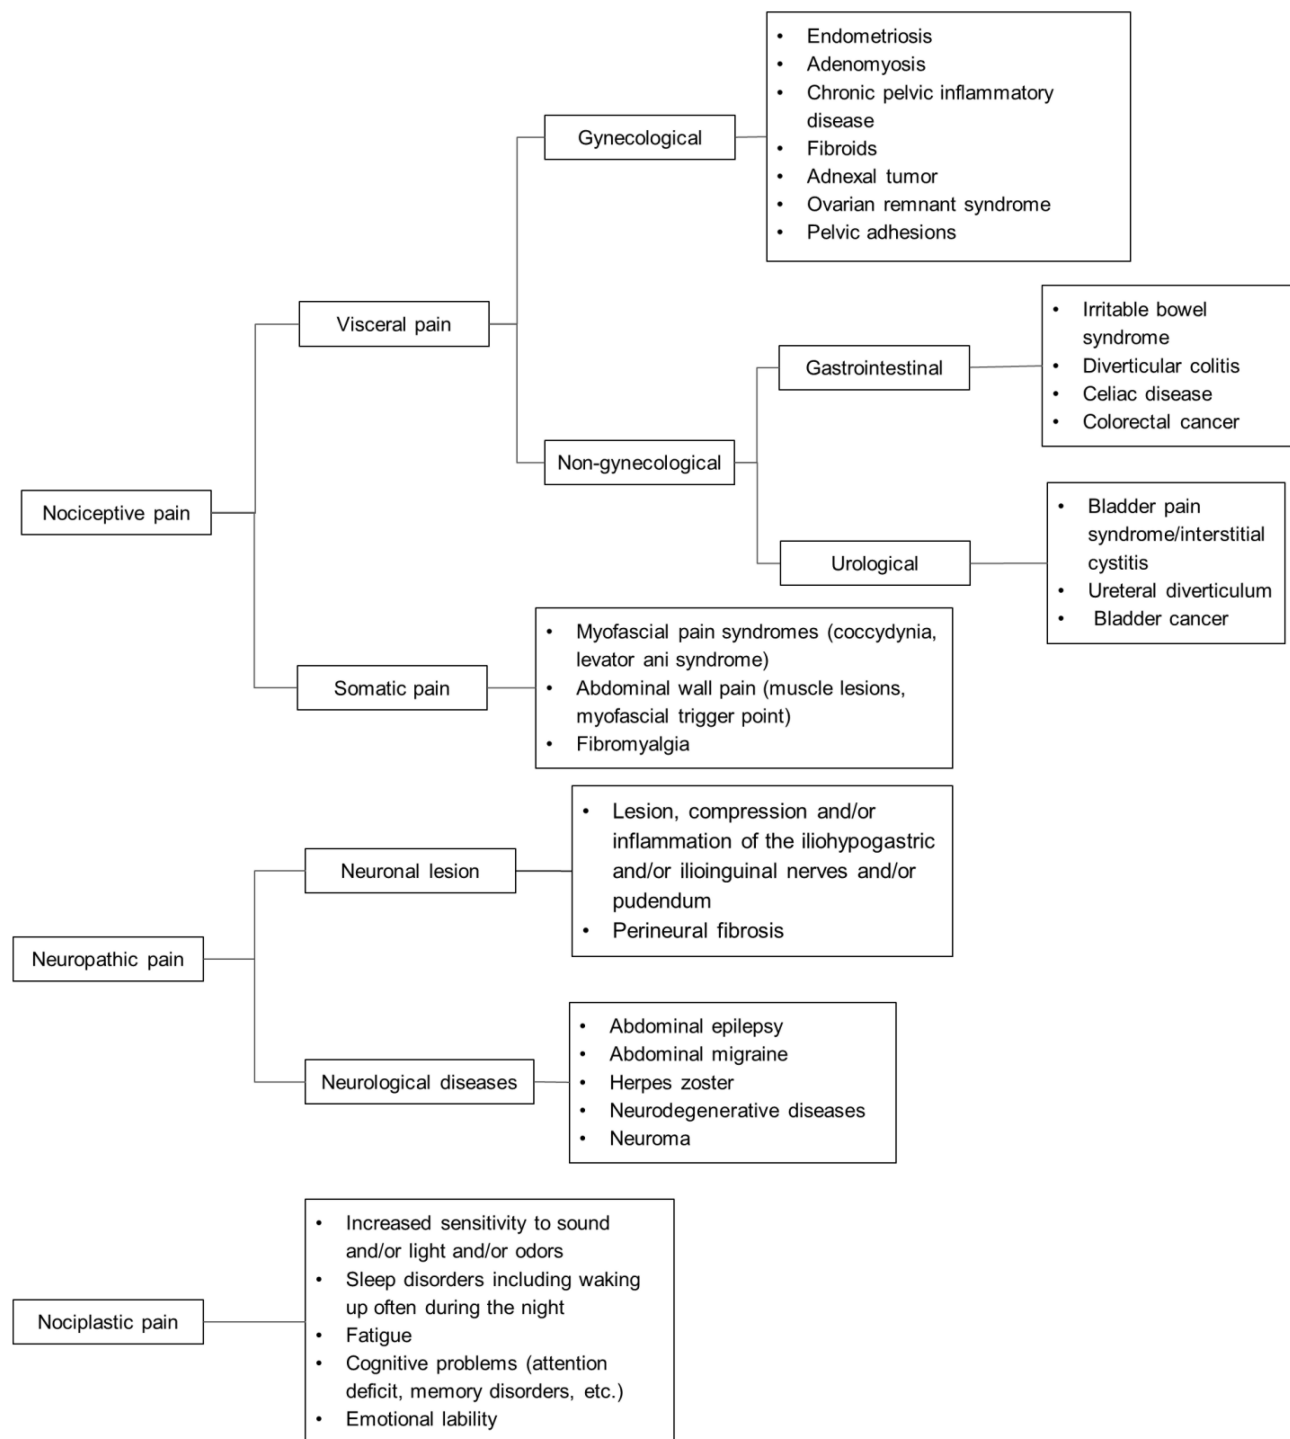 Nociceptive pain
Visceral pain
Gynecological
• Endometriosis
• Adenomyosis
• Chronic pelvic inflammatory
disease
• Fibroids
• Adnexal tumor
• Ovarian remnant syndrome
• Pelvic adhesions
Non-gynecological
Gastrointestinal
• Irritable bowel
syndrome
• Diverticular colitis
• Celiac disease
• Colorectal cancer
Urological
• Bladder pain
syndrome/interstitial
cystitis
• Ureteral diverticulum
• Bladder cancer
Somatic pain
• Myofascial pain syndromes (coccydynia,
levator ani syndrome)
• Abdominal wall pain (muscle lesions,
myofascial trigger point)
• Fibromyalgia
Neuropathic pain
Neuronal lesion
• Lesion, compression and/or
inflammation of the iliohypogastric
and/or ilioinguinal nerves and/or
pudendum
• Perineural fibrosis
Neurological diseases
• Abdominal epilepsy
• Abdominal migraine
• Herpes zoster
• Neurodegenerative diseases
• Neuroma
Nociplastic pain
• Increased sensitivity to sound
and/or light and/or odors
• Sleep disorders including waking
up often during the night
• Fatigue
• Cognitive problems (attention
deficit, memory disorders, etc.)
• Emotional lability